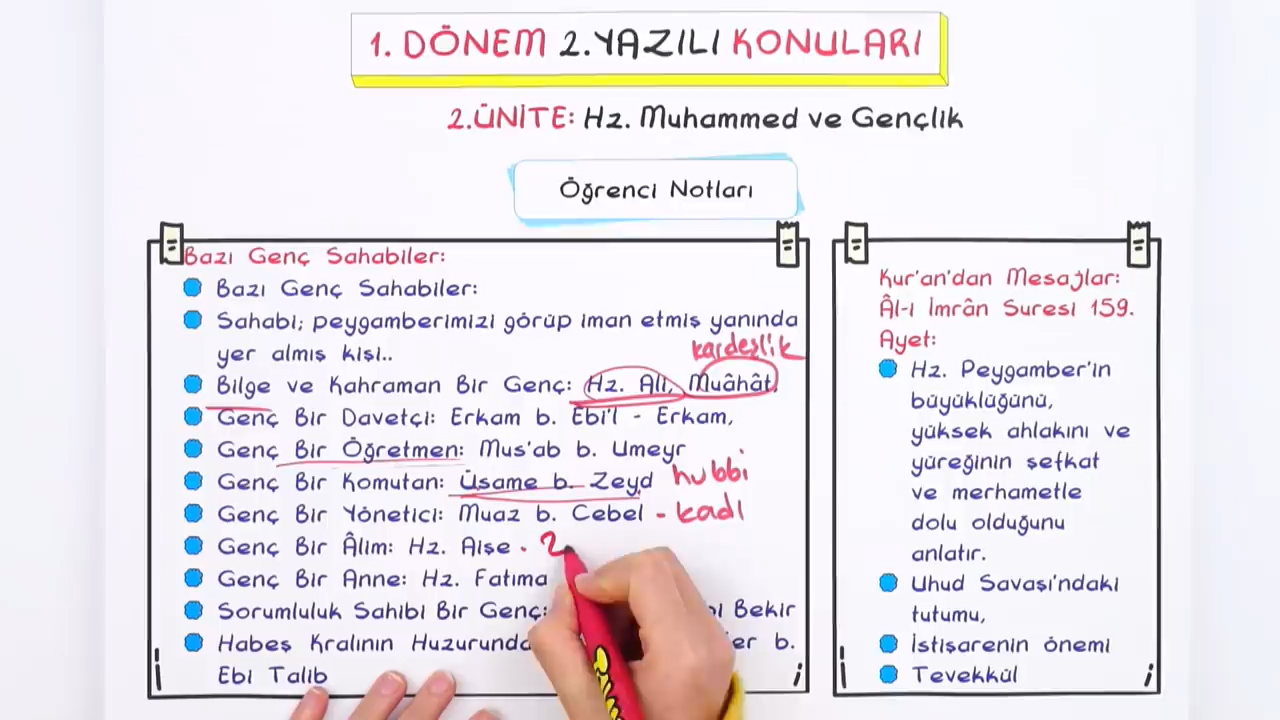 1. DÖNEM 2.YAZILI KONULARI
2.ÜNİTE: Hz. Muhammed ve Gençlik
Öğrenci Notları
Bazı Genç Sahabiler:
Bazı Genç Sahabiler:
Sahabi; peygamberimizi görüp iman etmiş yanında
yer almış kişi..
kardeşlik
Bilge ve Kahraman Bir Genç: Hz. Ali, Muâhât,
Genç Bir Davetçi: Erkam b. Ebi'l - Erkam,
Genç Bir Öğretmen: Mus'ab b. Umeyr
Genç Bir Komutan: Üsame b. Zeyd hubbi
Genç Bir Yönetici: Muaz b. Cebel - kadı
Genç Bir Âlim: Hz. Aişe · 2
Genç Bir Anne: Hz. Fatıma
Sorumluluk Sahibi Bir Genç: Bekir
Habeş Kralının Huzurunda b.
Ebi Talib
Kur'an'dan Mesajlar:
Âl-i İmrân Suresi 159.
Ayet:
Hz. Peygamber'in
büyüklüğünü,
yüksek ahlakını ve
yüreğinin şefkat
ve merhametle
dolu olduğunu
anlatır.
Uhud Savaşı'ndaki
tutumu,
İstişarenin önemi
Tevekkül